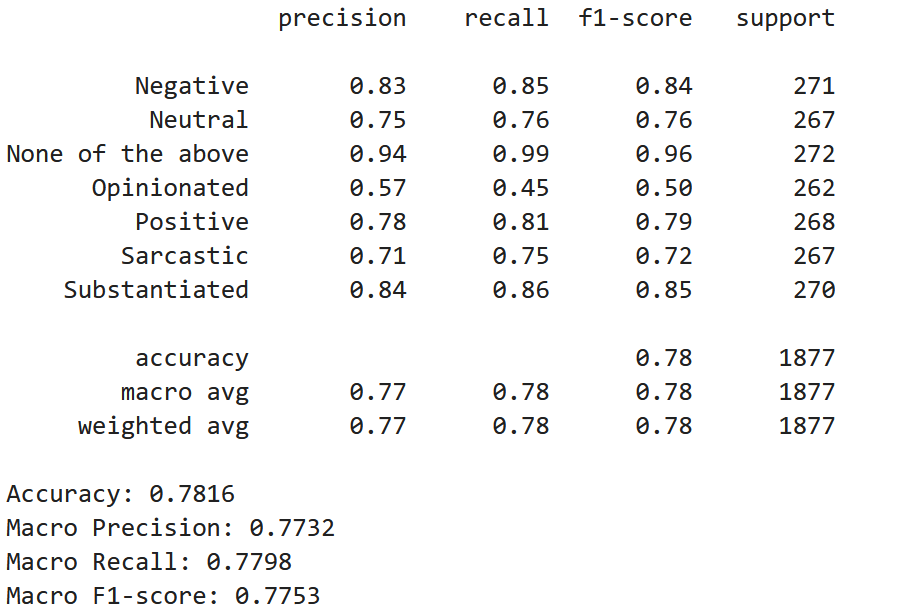 precision recall f1-score support
Negative 0.83 0.85 0.84 271
Neutral 0.75 0.76 0.76 267
None of the above 0.94 0.99 0.96 272
Opinionated 0.57 0.45 0.50 262
Positive 0.78 0.81 0.79 268
Sarcastic 0.71 0.75 0.72 267
Substantiated 0.84 0.86 0.85 270
accuracy 0.78 1877
macro avg 0.77 0.78 0.78 1877
weighted avg 0.77 0.78 0.78 1877
Accuracy: 0.7816
Macro Precision: 0.7732
Macro Recall: 0.7798
Macro F1-score: 0.7753